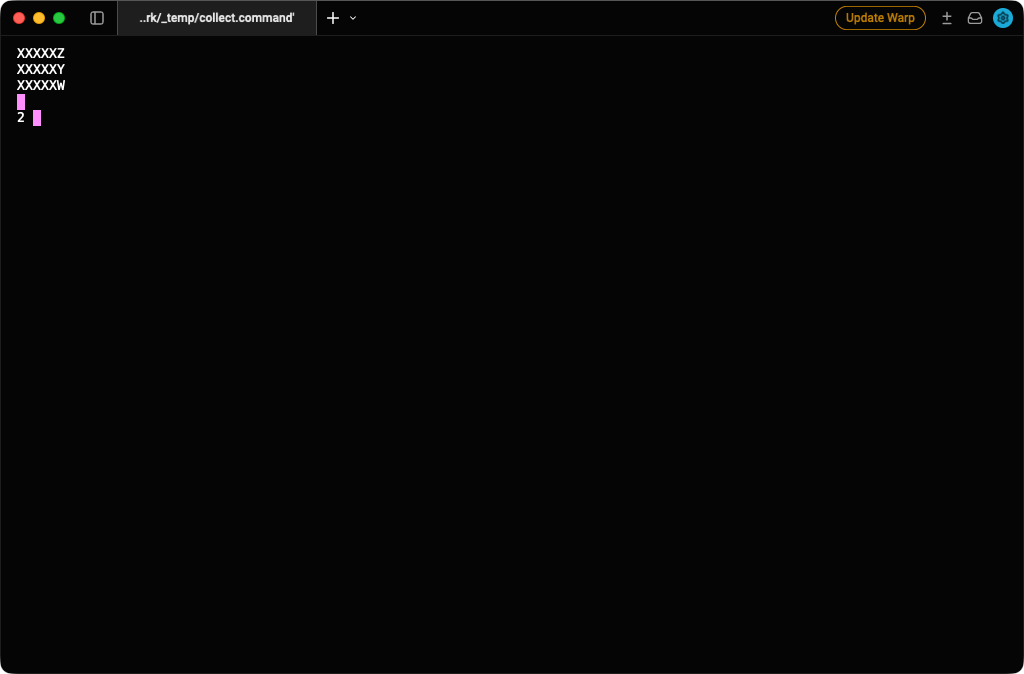 ..rk/_temp/collect.command'
Update Warp
XXXXXZ
XXXXXY
XXXXXW
2